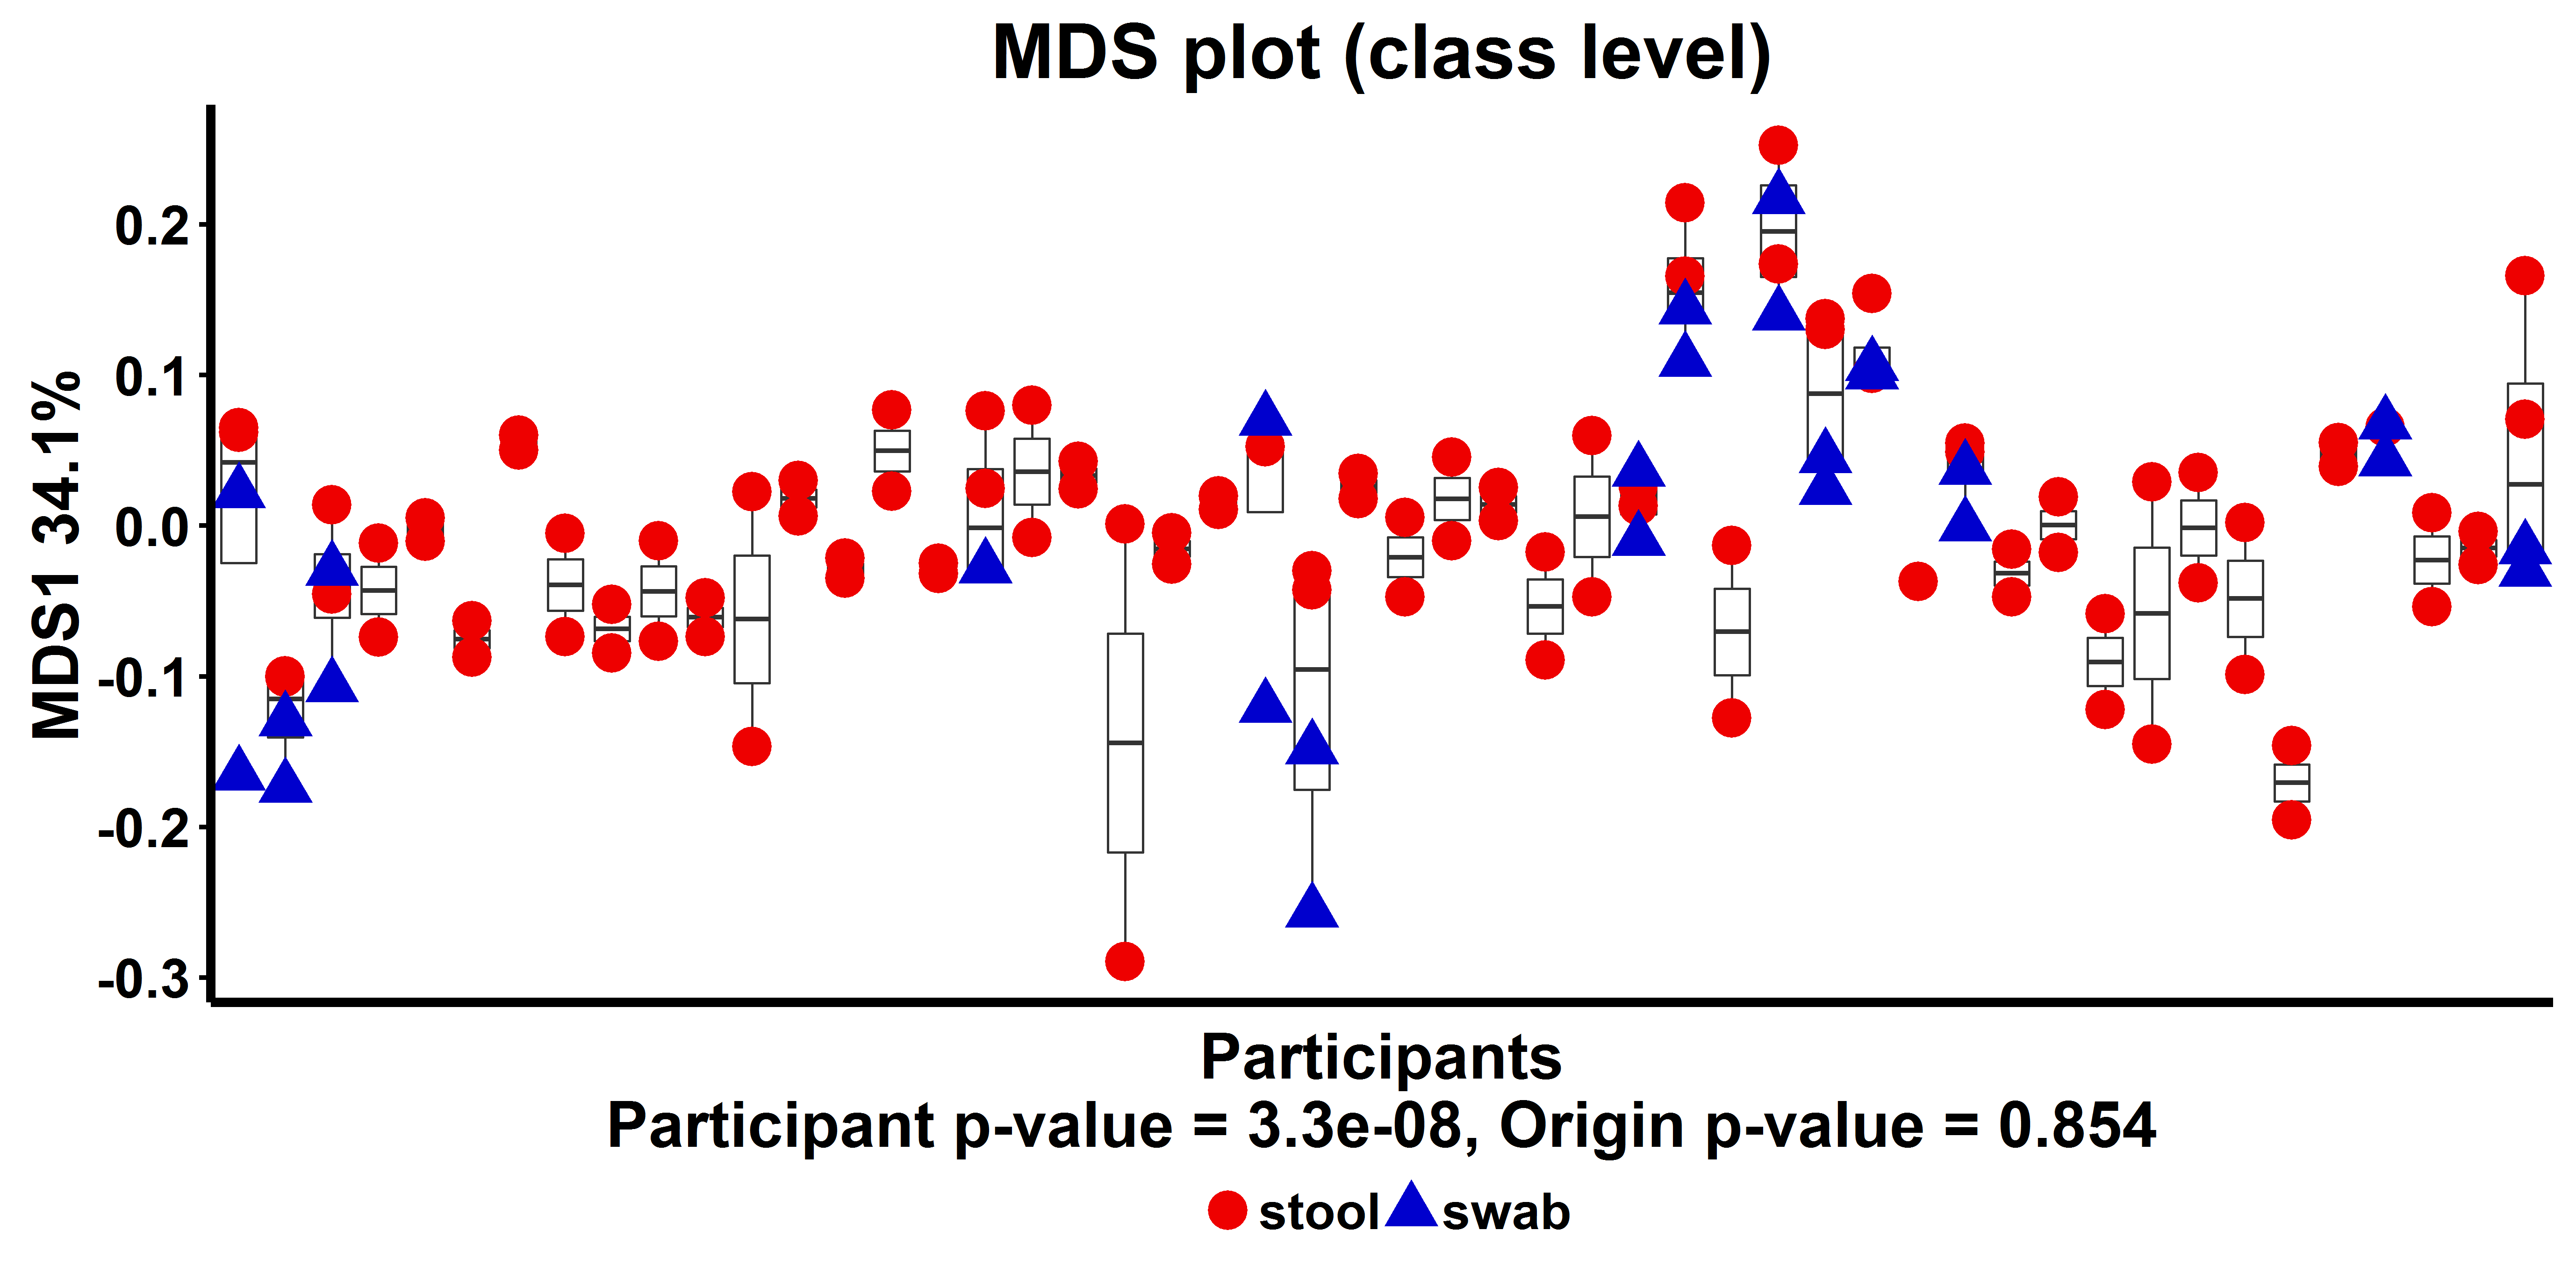 MDS plot (class level)
MDS1 34.1%
0.2
0.1
0.0
-0.1
-0.2
-0.3
Participants
Participant p-value = 3.3e-08, Origin p-value = 0.854
stool swab